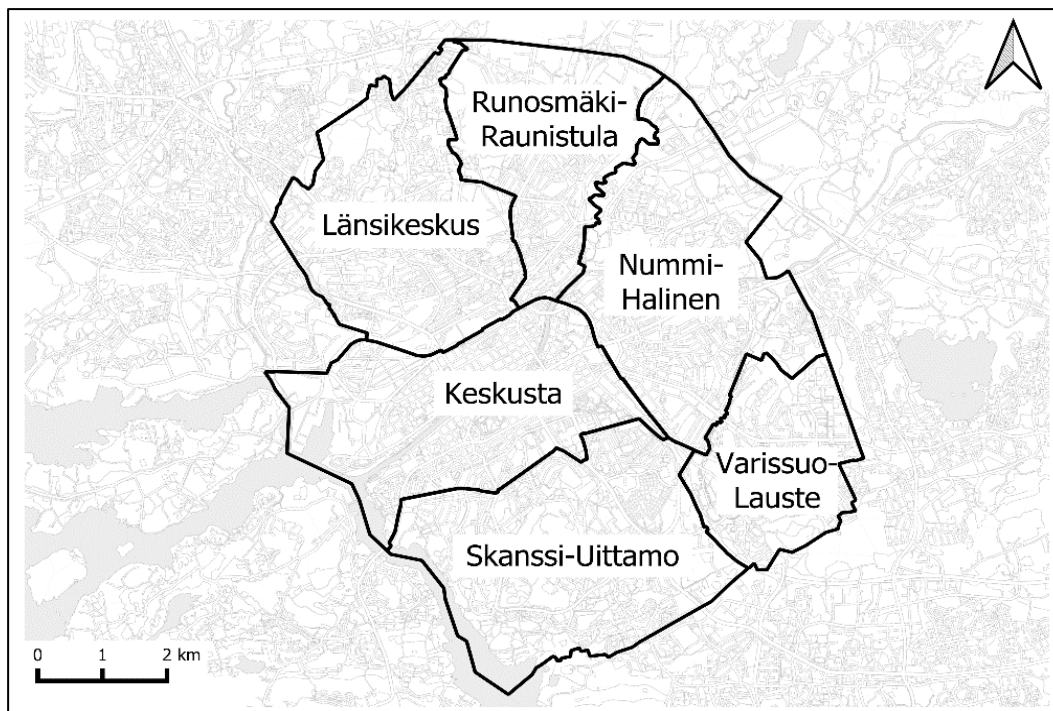 Runosmäki-
Raunistula
Länsikeskus
Nummi-
Halinen
Keskusta
Varissuo-
Lauste
Skanssi-Uittamo
0 1 2 km